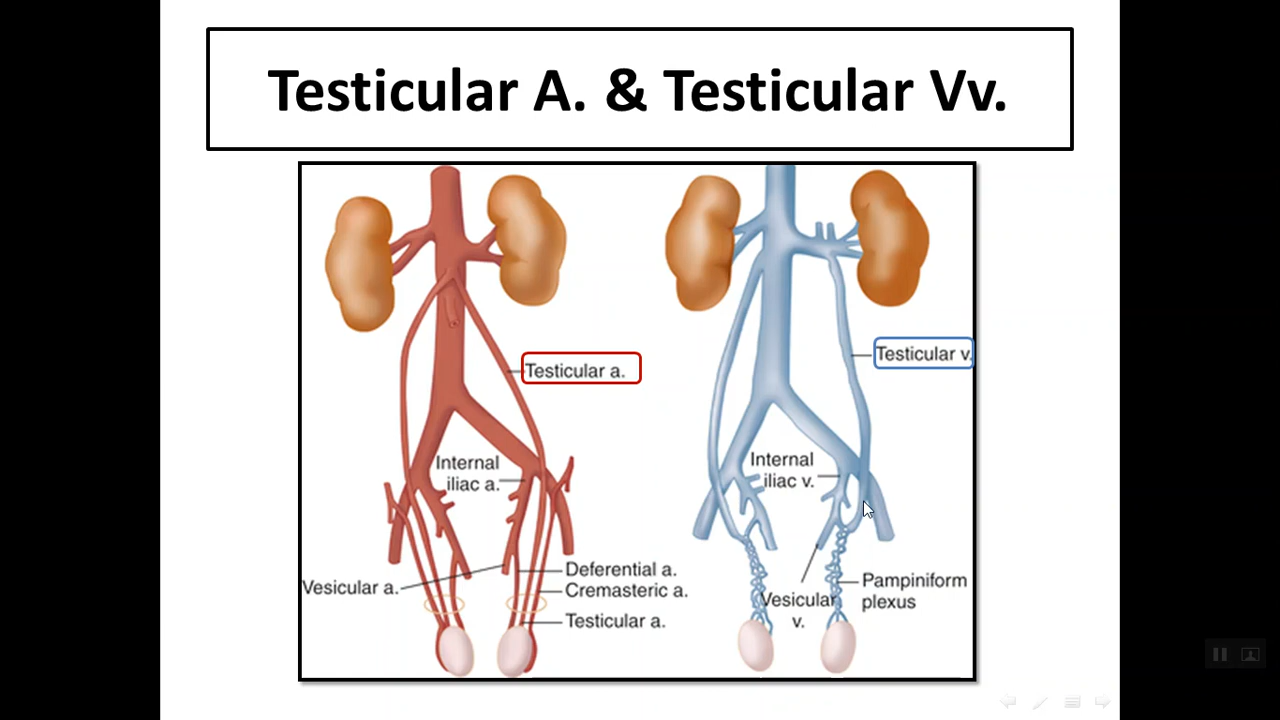 Testicular A. & Testicular Vv.
Testicular a.
Internal
iliac a.
Vesicular a.
Deferential a.
Cremasteric a.
Testicular a.
Testicular v.
Internal
iliac v.
Pampiniform
plexus
Vesicular
v.